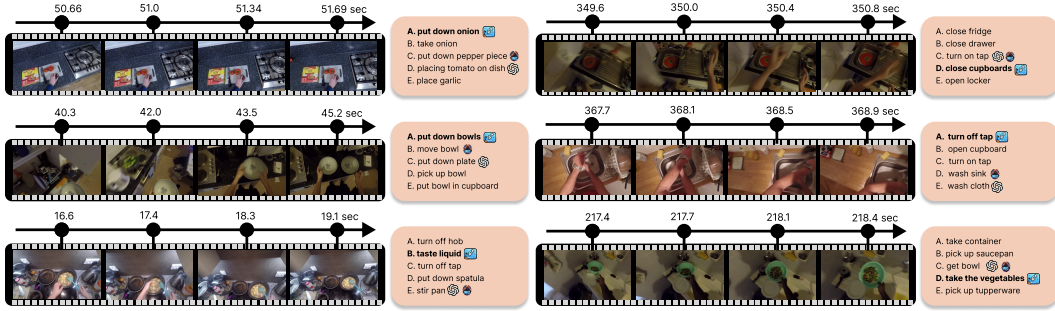 50.66 51.0 51.34 51.69 sec
A. put down onion
B. take onion
C. put down pepper piece
D. placing tomato on dish
E. place garlic
349.6 350.0 350.4 350.8 sec
A. close fridge
B. close drawer
C. turn on tap
D. close cupboards
E. open locker
40.3 42.0 43.5 45.2 sec
A. put down bowls
B. move bowl
C. put down plate
D. pick up bowl
E. put bowl in cupboard
367.7 368.1 368.5 368.9 sec
A. turn off tap
B. open cupboard
C. turn on tap
D. wash sink
E. wash cloth
16.6 17.4 18.3 19.1 sec
A. turn off hob
B. taste liquid
C. turn off tap
D. put down spatula
E. stir pan
217.4 217.7 218.1 218.4 sec
A. take container
B. pick up saucepan
C. get bowl
D. take the vegetables
E. pick up tupperware